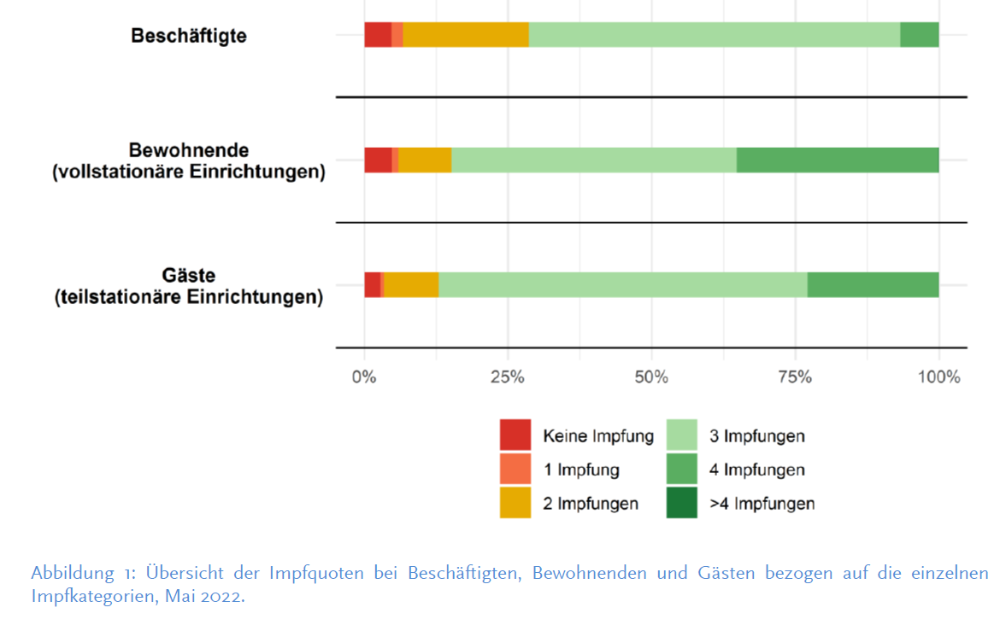 Beschäftigte
Bewohnende
(vollstationäre Einrichtungen)
Gäste
(teilstationäre Einrichtungen)
0%
25%
50%
75%
100%
Keine Impfung
1 Impfung
2 Impfungen
3 Impfungen
4 Impfungen
>4 Impfungen
Abbildung 1: Übersicht der Impfquoten bei Beschäftigten, Bewohnenden und Gästen bezogen auf die einzelnen
Impfkategorien, Mai 2022.